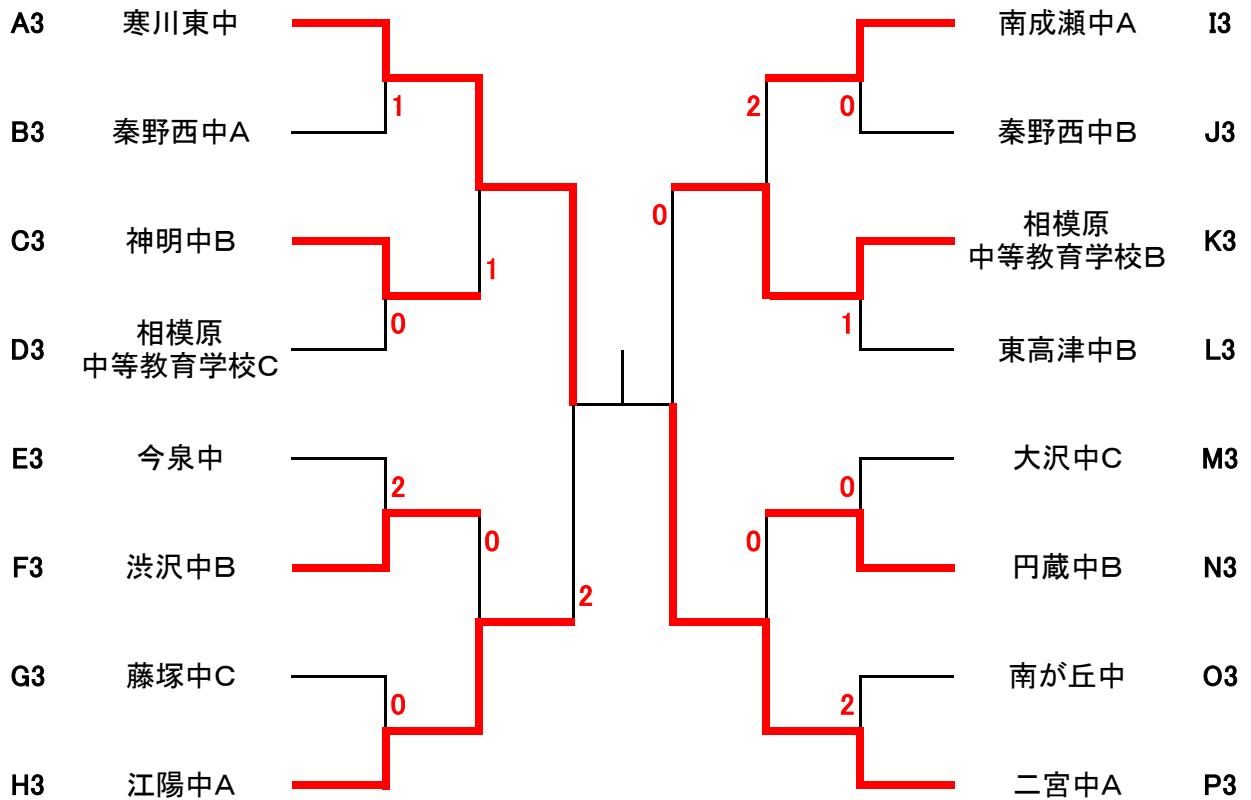 A3 寒川東中
1
B3 秦野西中A
C3 神明中B
1
0
D3 相模原
中等教育学校C
E3 今泉中
2
0
F3 渋沢中B
2
G3 藤塚中C
0
H3 江陽中A
南成瀬中A I3
2 0
秦野西中B J3
0
相模原
中等教育学校B K3
1
東高津中B L3
大沢中C M3
0
0
円蔵中B N3
南が丘中 O3
2
二宮中A P3